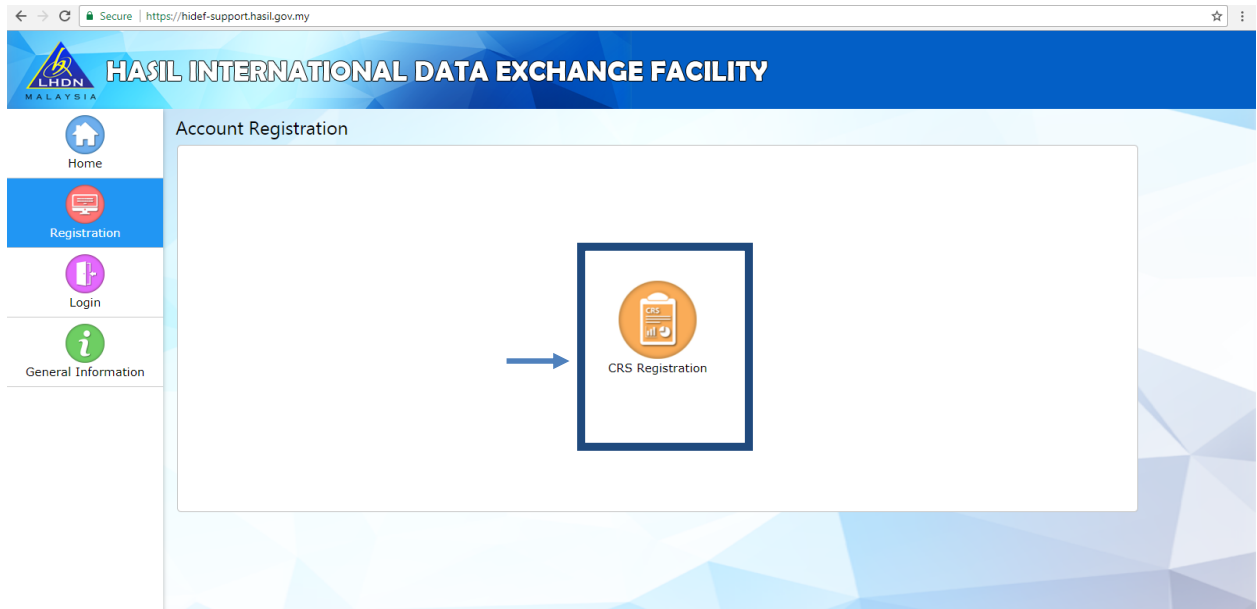 Secure | https://hidef-support.hasil.gov.my
LHDN
MALAYSIA
HASIL INTERNATIONAL DATA EXCHANGE FACILITY
Home
Registration
Login
General Information
Account Registration
CRS
CRS Registration